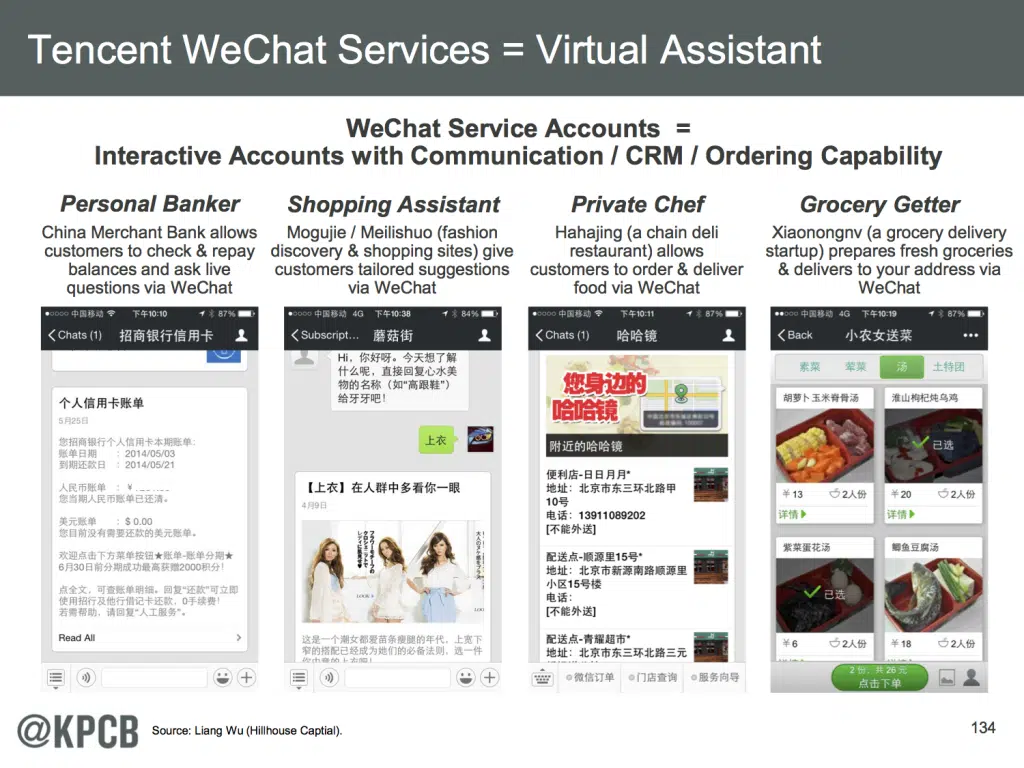 Tencent WeChat Services = Virtual Assistant
WeChat Service Accounts =
Interactive Accounts with Communication / CRM / Ordering Capability
Personal Banker
China Merchant Bank allows
customers to check & repay
balances and ask live
questions via WeChat
Shopping Assistant
Mogujie / Meilishuo (fashion
discovery & shopping sites) give
customers tailored suggestions
via WeChat
Private Chef
Hahajing (a chain deli
restaurant) allows
customers to order & deliver
food via WeChat
Grocery Getter
Xiaonongnv (a grocery delivery
startup) prepares fresh groceries
& delivers to your address via
WeChat
中国移动 下午10:10 87%
Chats (1) 招商银行信用卡
个人信用卡账单
5月25日
您招商银行个人信用卡本期账单:
账单日期 : 2014/05/03
到期还款日 : 2014/05/21
人民币账单 : ¥
您当期人民币账单已还清。
美元账单 : $ 0.00
您目前没有需要还款的美元账单。
欢迎点击下方菜单按钮★账单-账单分期★
6月30日前分期成功最高获赠2000积分!
点全文,可查账单明细。回复“还款”可立即
使用招行及他行借记卡还款,0手续费!
若需帮助,请回复“人工服务”。
Read All
中国移动 4G 下午10:38 84%
Subscript... 蘑菇街
Hi,你好呀。今天想了解
什么呢,直接回复心水美
物的名称(如“高跟鞋”)
给牙牙吧!
上衣
【上衣】在人群中多看你一眼
4月9日
LOOK
这是一个潮女都爱苗条瘦腿的年代,上宽下
窄的搭配已经成为她们的必备法则,选一件
中国移动 下午10:11 87%
Chats (1) 哈哈镜
您身边的
哈哈镜
附近的哈哈镜
便利店-日日月月*
地址:北京市东三环北路甲
10号
电话:13911089202
[不能外送]
配送点-顺源里15号*
地址:北京市新源南路顺源里
小区15号楼
电话:
[不能外送]
配送点-青耀超市*
地址:北京市东三环北路三元
微信订单 门店查询 服务向导
中国移动 4G 下午10:19 87%
Back 小农女送菜
素菜 荤菜 汤 土特团
胡萝卜玉米脊骨汤
¥13 2人份
详情
淮山枸杞炖乌鸡
已选
¥20 2人份
详情
紫菜蛋花汤
已选
¥6 2人份
鲫鱼豆腐汤
¥18 2人份
2 份,共 26 元
点击下单
@KPCB
Source: Liang Wu (Hillhouse Captial).
134